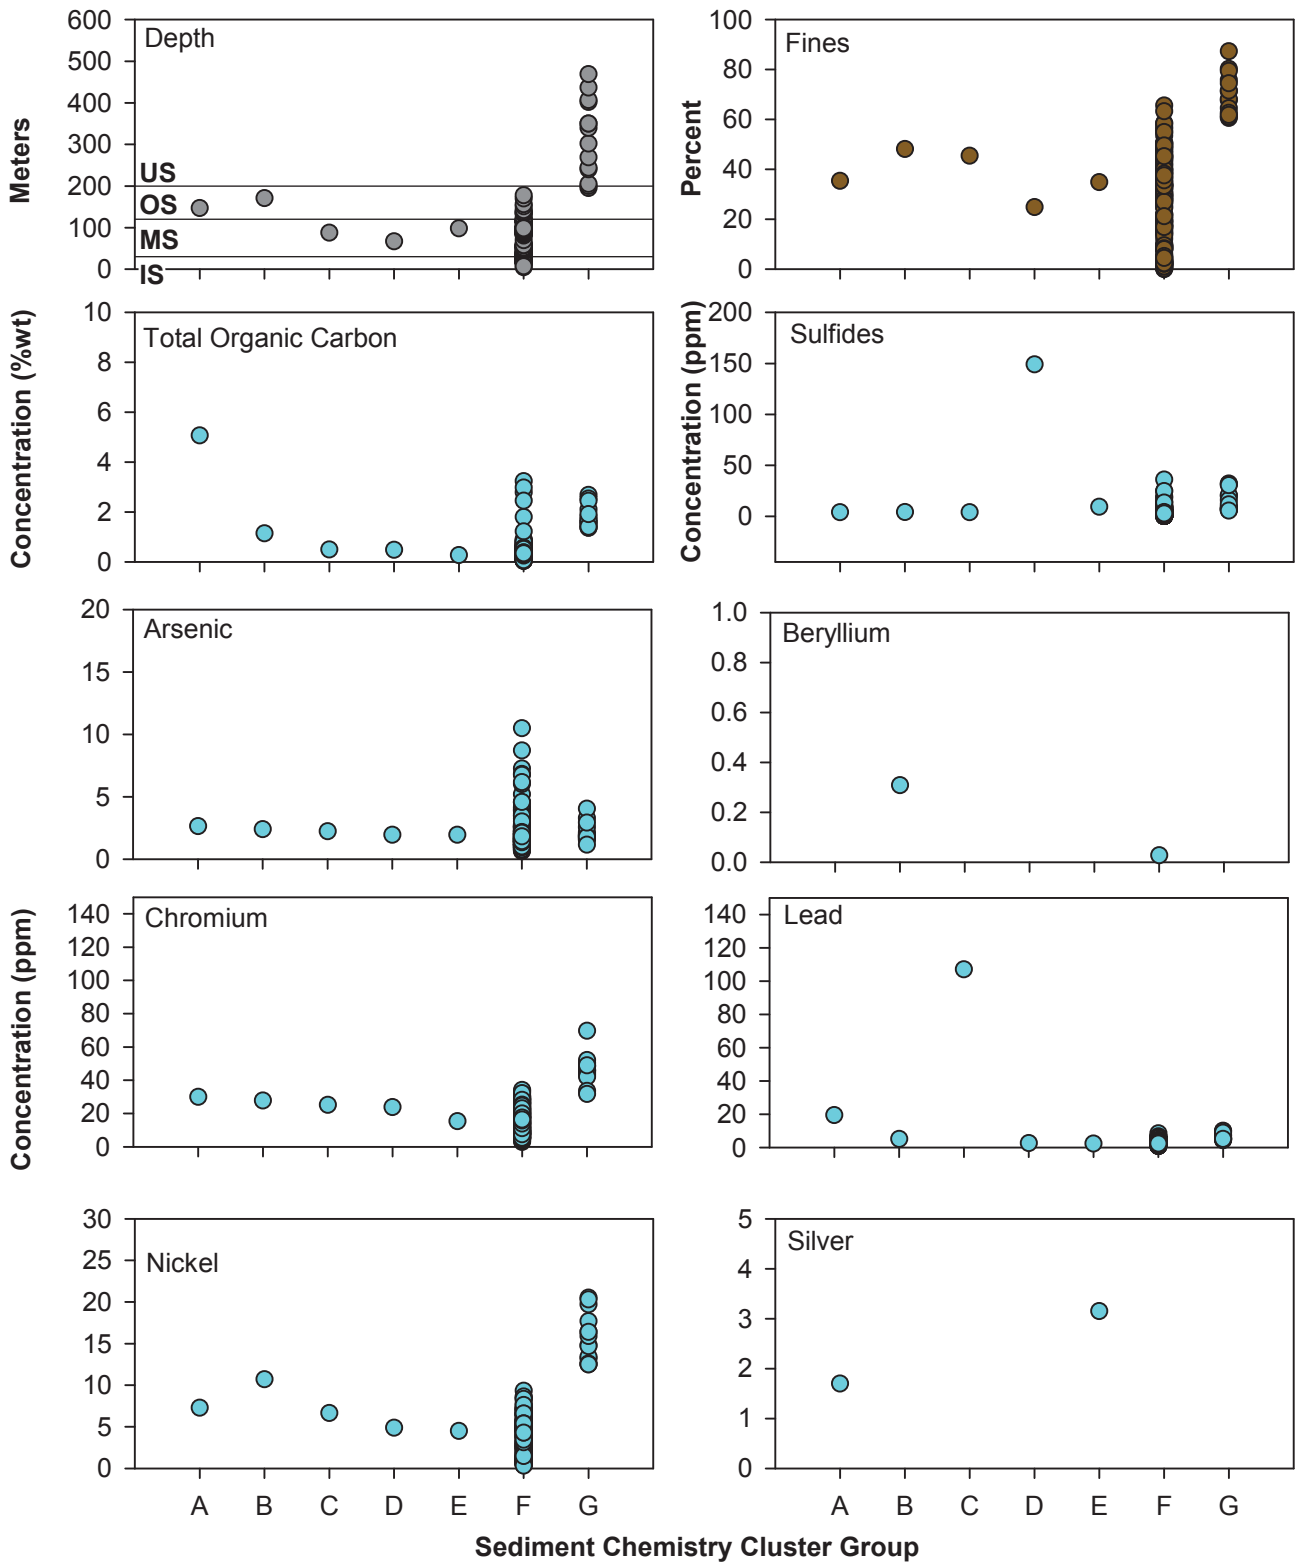 Depth
600
500
400
300
200
100
0
Meters
US
OS
MS
IS
Fines
100
80
60
40
20
0
Percent
Total Organic Carbon
10
8
6
4
2
0
Concentration (%wt)
Sulfides
200
150
100
50
0
Concentration (ppm)
Arsenic
20
15
10
5
0
Beryllium
1.0
0.8
0.6
0.4
0.2
0.0
Chromium
140
120
100
80
60
40
20
0
Concentration (ppm)
Lead
140
120
100
80
60
40
20
0
Nickel
30
25
20
15
10
5
0
Silver
5
4
3
2
1
0
A B C D E F G
A B C D E F G
Sediment Chemistry Cluster Group